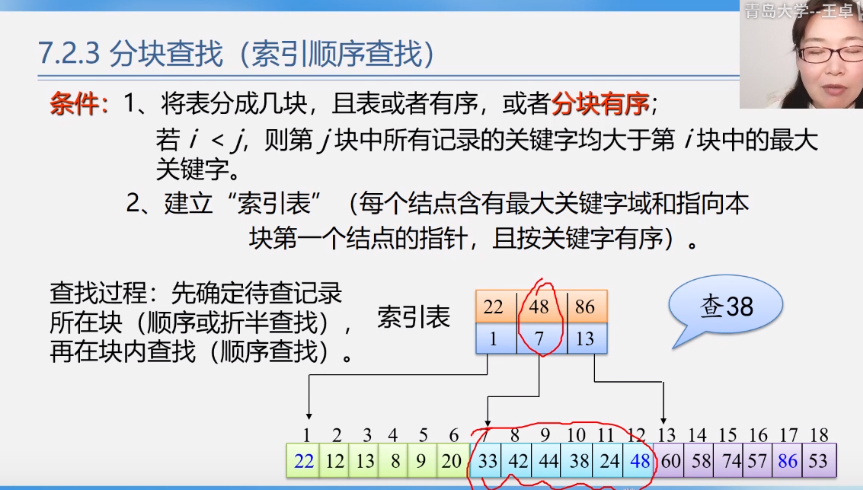 青岛大学--王卓
7.2.3 分块查找（索引顺序查找）
条件：1、将表分成几块，且表或者有序，或者分块有序；
若 i < j，则第 j 块中所有记录的关键字均大于第 i 块中的最大
关键字。
2、建立“索引表”（每个结点含有最大关键字域和指向本
块第一个结点的指针，且按关键字有序）。
查找过程：先确定待查记录
所在块（顺序或折半查找），
再在块内查找（顺序查找）。
索引表
22 48 86
1 7 13
查38
1 2 3 4 5 6 7 8 9 10 11 12 13 14 15 16 17 18
22 12 13 8 9 20 33 42 44 38 24 48 60 58 74 57 86 53